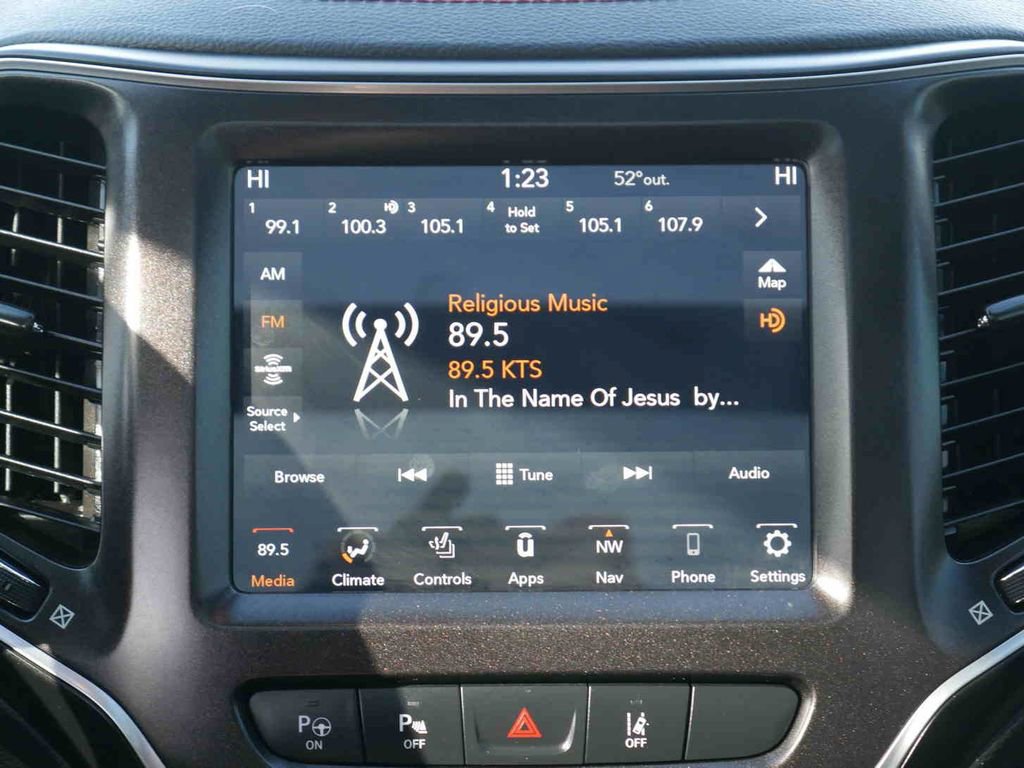 HI 1:23 52°out. HI
1 99.1 2 100.3 HD 3 105.1 4 Hold to Set 5 105.1 6 107.9
AM
Map
Religious Music
FM
HD
89.5
89.5 KTS
siriusxm
In The Name Of Jesus by...
Source
Select
Browse Tune Audio
89.5 u NW
Media Climate Controls Apps Nav Phone Settings
P P
ON OFF OFF